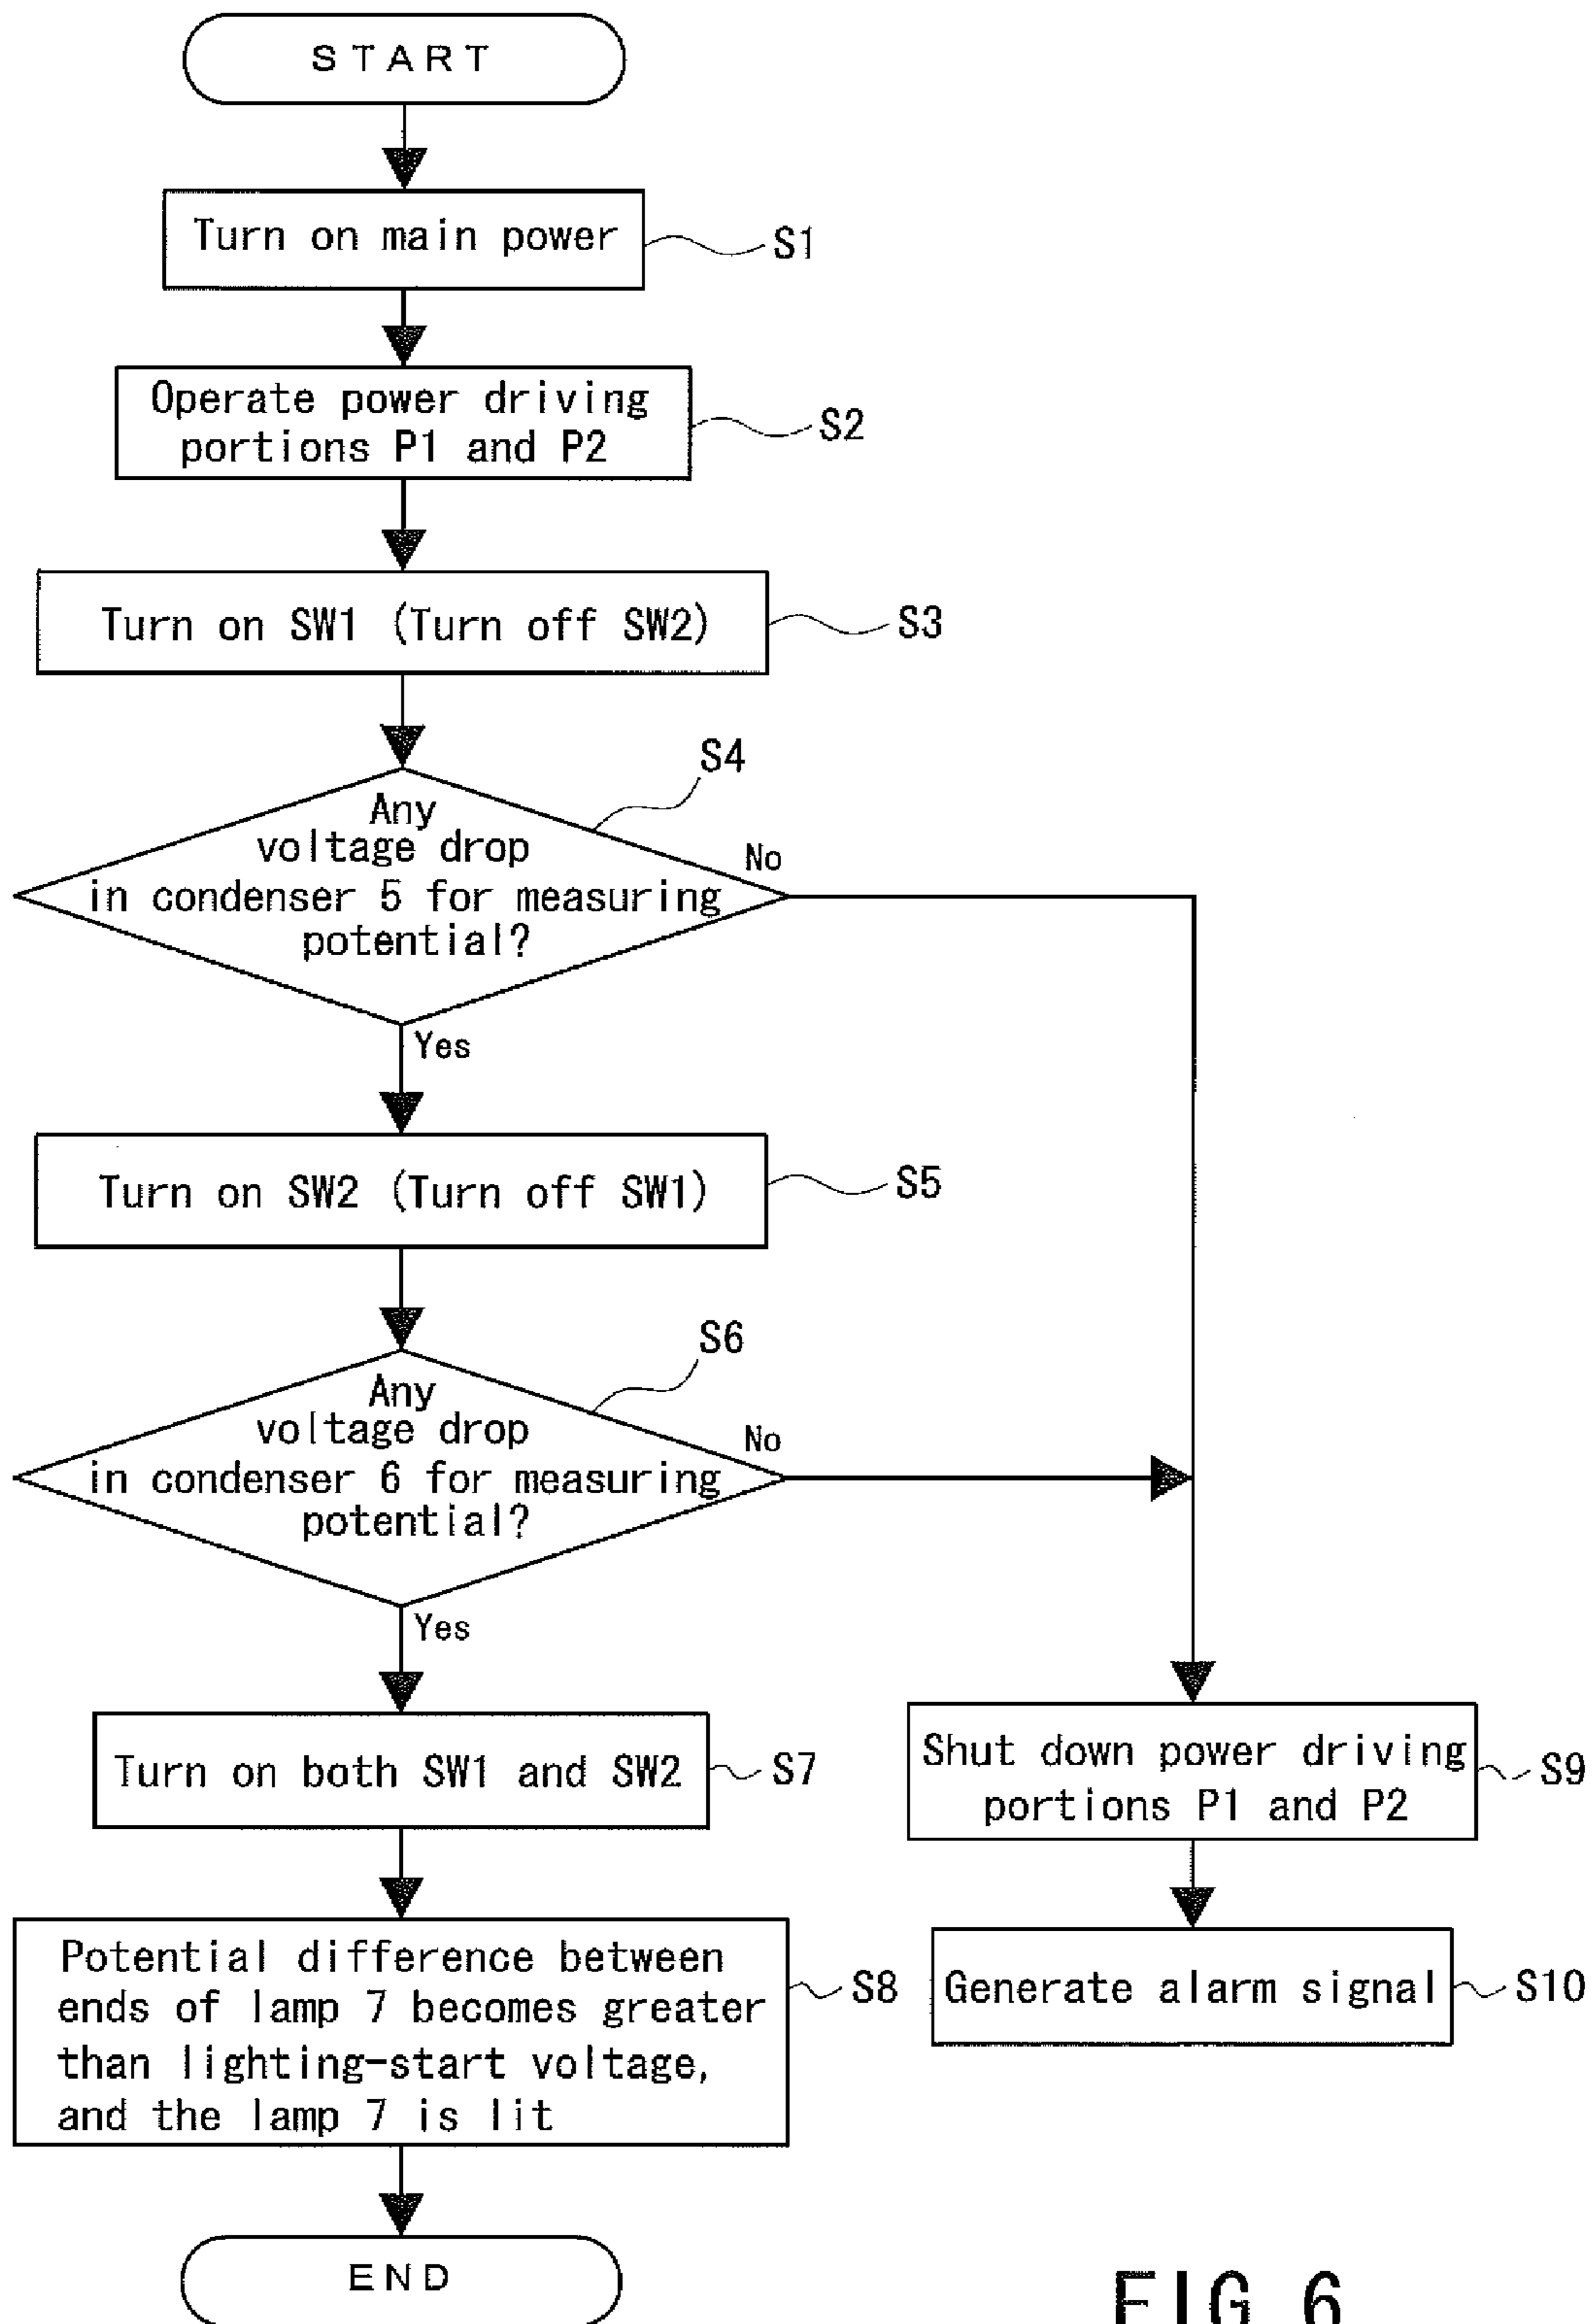 START
Turn on main power
S1
Operate power driving
portions P1 and P2
S2
Turn on SW1 (Turn off SW2)
S3
S4
Any
voltage drop
in condenser 5 for measuring
potential?
No
Yes
Turn on SW2 (Turn off SW1)
S5
S6
Any
voltage drop
in condenser 6 for measuring
potential?
No
Yes
Turn on both SW1 and SW2
S7
Shut down power driving
portions P1 and P2
S9
Potential difference between
ends of lamp 7 becomes greater
than lighting-start voltage,
and the lamp 7 is lit
S8
Generate alarm signal
S10
END
FIG 6